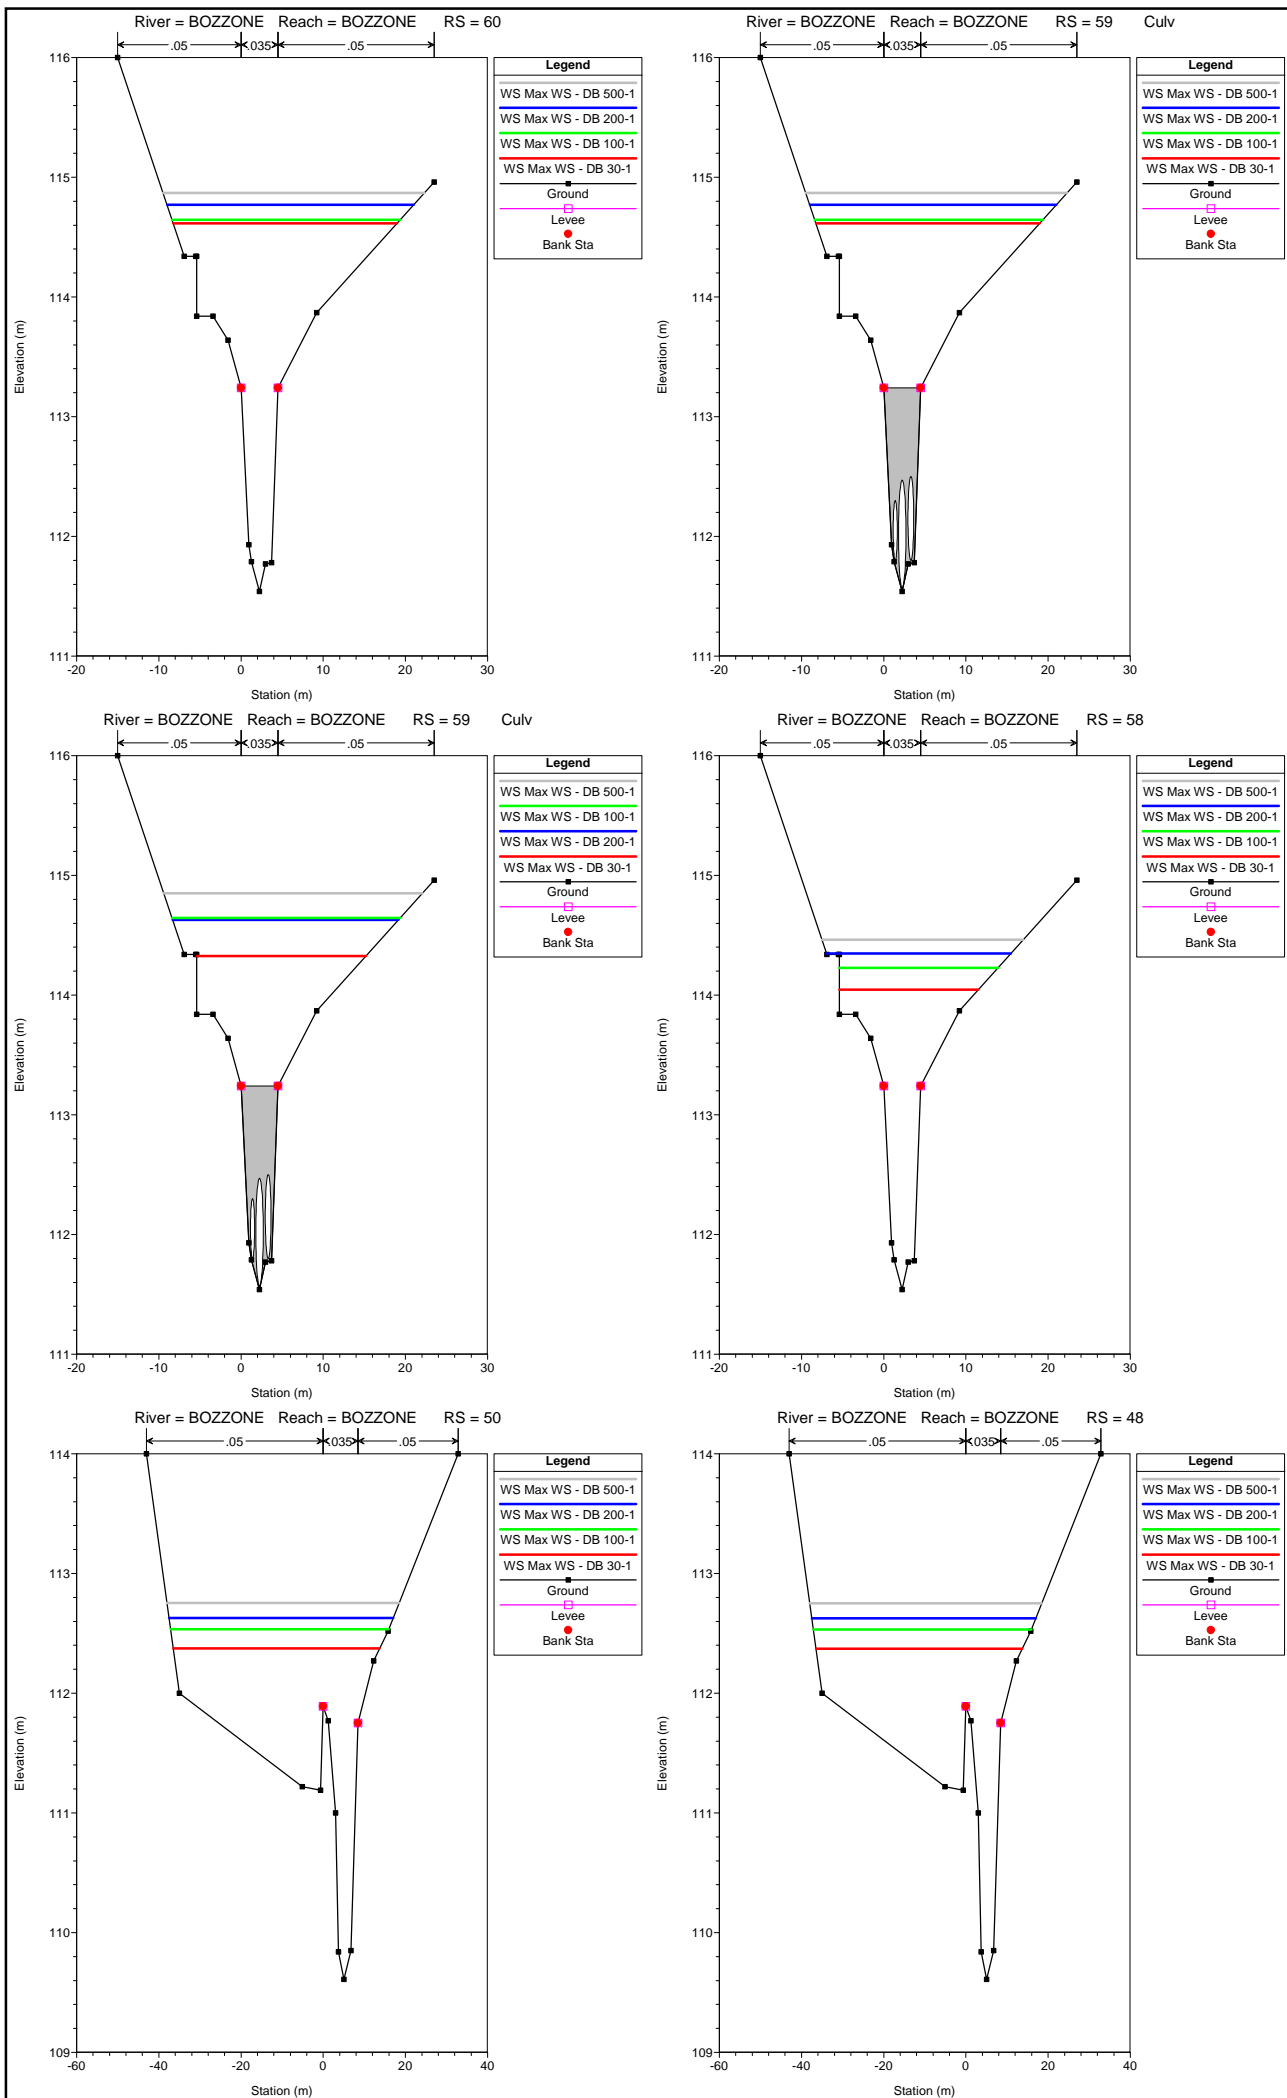 River = BOZZONE Reach = BOZZONE RS = 60
.05 .035 .05
116
115
114
113
112
111
-20 -10 0 10 20 30
Elevation (m)
Station (m)
Legend
WS Max WS - DB 500-1
WS Max WS - DB 200-1
WS Max WS - DB 100-1
WS Max WS - DB 30-1
Ground
Levee
Bank Sta
River = BOZZONE Reach = BOZZONE RS = 59 Culv
.05 .035 .05
116
115
114
113
112
111
-20 -10 0 10 20 30
Elevation (m)
Station (m)
Legend
WS Max WS - DB 500-1
WS Max WS - DB 200-1
WS Max WS - DB 100-1
WS Max WS - DB 30-1
Ground
Levee
Bank Sta
River = BOZZONE Reach = BOZZONE RS = 59 Culv
.05 .035 .05
116
115
114
113
112
111
-20 -10 0 10 20 30
Elevation (m)
Station (m)
Legend
WS Max WS - DB 500-1
WS Max WS - DB 100-1
WS Max WS - DB 200-1
WS Max WS - DB 30-1
Ground
Levee
Bank Sta
River = BOZZONE Reach = BOZZONE RS = 58
.05 .035 .05
116
115
114
113
112
111
-20 -10 0 10 20 30
Elevation (m)
Station (m)
Legend
WS Max WS - DB 500-1
WS Max WS - DB 200-1
WS Max WS - DB 100-1
WS Max WS - DB 30-1
Ground
Levee
Bank Sta
River = BOZZONE Reach = BOZZONE RS = 50
.05 .035 .05
114
113
112
111
110
109
-60 -40 -20 0 20 40
Elevation (m)
Station (m)
Legend
WS Max WS - DB 500-1
WS Max WS - DB 200-1
WS Max WS - DB 100-1
WS Max WS - DB 30-1
Ground
Levee
Bank Sta
River = BOZZONE Reach = BOZZONE RS = 48
.05 .035 .05
114
113
112
111
110
109
-60 -40 -20 0 20 40
Elevation (m)
Station (m)
Legend
WS Max WS - DB 500-1
WS Max WS - DB 200-1
WS Max WS - DB 100-1
WS Max WS - DB 30-1
Ground
Levee
Bank Sta